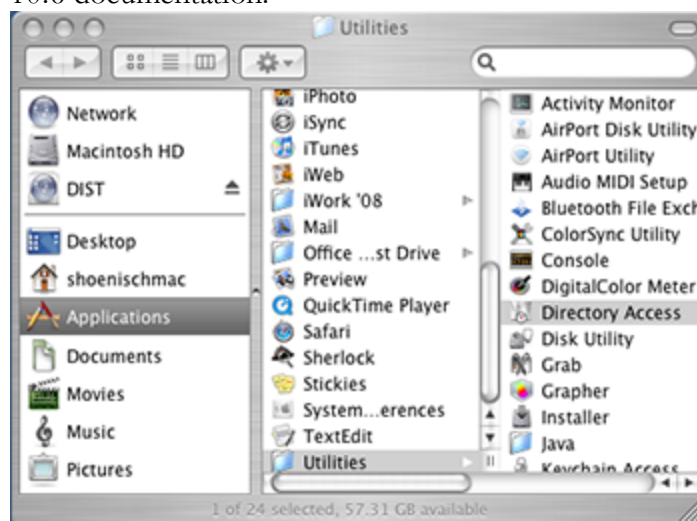 10.6 documentation.
Utilities
Network
Macintosh HD
DIST
Desktop
shoenischmac
Applications
Documents
Movies
Music
Pictures
iPhoto
iSync
iTunes
iWeb
iWork '08
Mail
Office ...st Drive
Preview
QuickTime Player
Safari
Sherlock
Stickies
System...erences
TextEdit
Utilities
Activity Monitor
AirPort Disk Utility
AirPort Utility
Audio MIDI Setup
Bluetooth File Exch
ColorSync Utility
Console
DigitalColor Meter
Directory Access
Disk Utility
Grab
Grapher
Installer
Java
Keychain Access
1 of 24 selected, 57.31 GB available